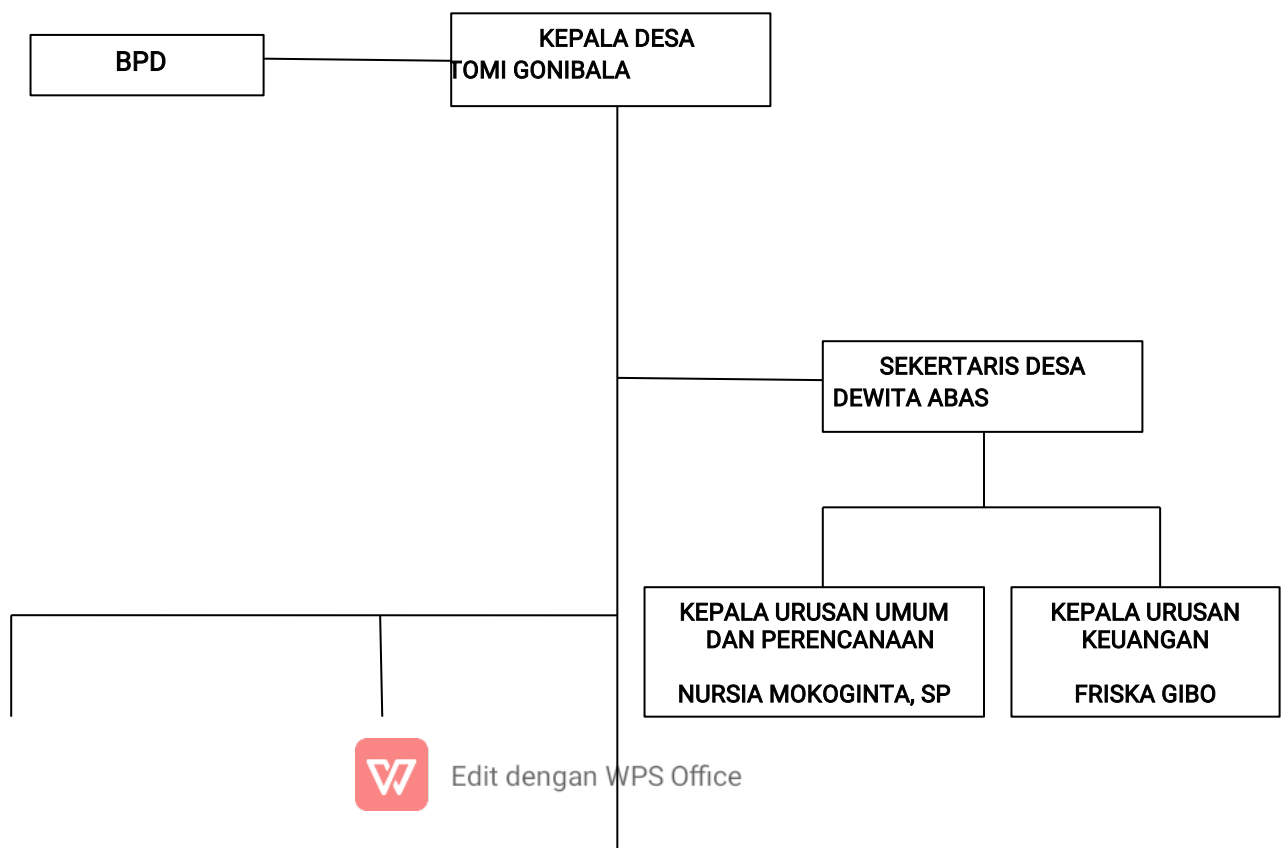 BPD
KEPALA DESA
TOMI GONIBALA
SEKERTARIS DESA
DEWITA ABAS
KEPALA URUSAN UMUM
DAN PERENCANAAN
NURSIA MOKOGINTA, SP
KEPALA URUSAN
KEUANGAN
FRISKA GIBO
Edit dengan WPS Office